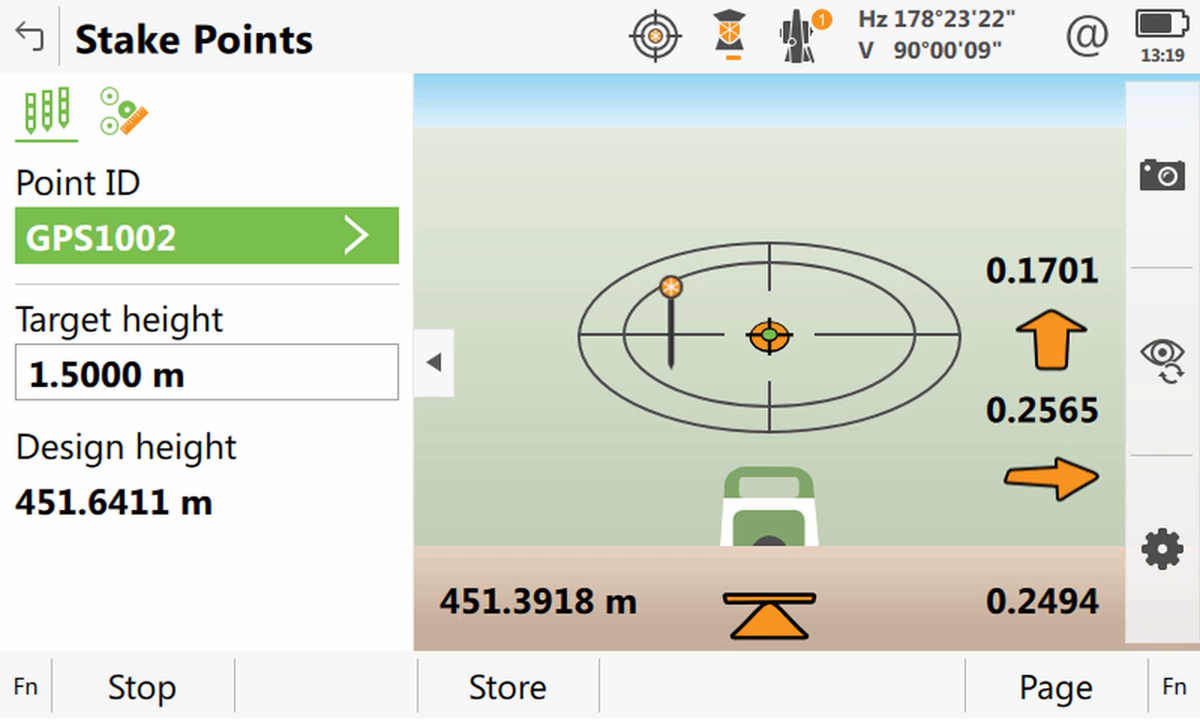 Stake Points
1
Hz 178°23'22"
V 90°00'09"
@
13:19
Point ID
GPS1002
Target height
1.5000 m
Design height
451.6411 m
0.1701
0.2565
451.3918 m
0.2494
Fn
Stop
Store
Page
Fn